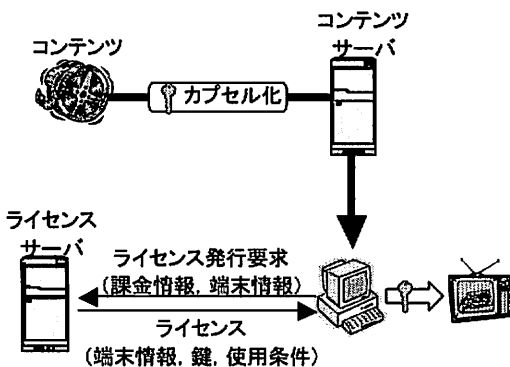 コンテンツ
コンテンツ
サーバ
カプセル化
ライセンス
サーバ
ライセンス発行要求
(課金情報, 端末情報)
ライセンス
(端末情報, 鍵, 使用条件)